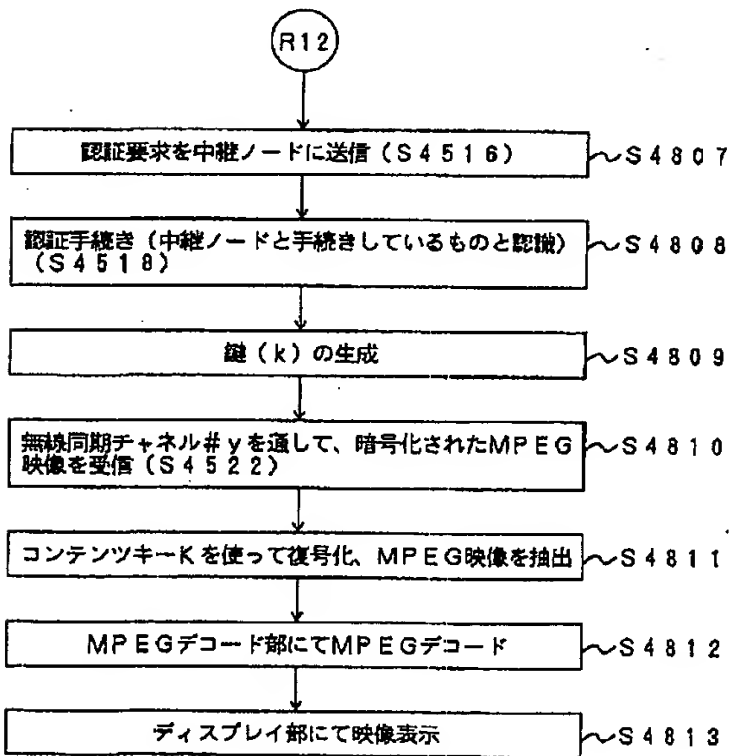 R12
認証要求を中継ノードに送信(S4516)
~S4807
認証手続き(中継ノードと手続きしているものと認識)
(S4518)
~S4808
鍵(k)の生成
~S4809
無線同期チャネル#yを通して、暗号化されたMPEG
映像を受信(S4522)
~S4810
コンテンツキーKを使って復号化、MPEG映像を抽出
~S4811
MPEGデコード部にてMPEGデコード
~S4812
ディスプレイ部にて映像表示
~S4813